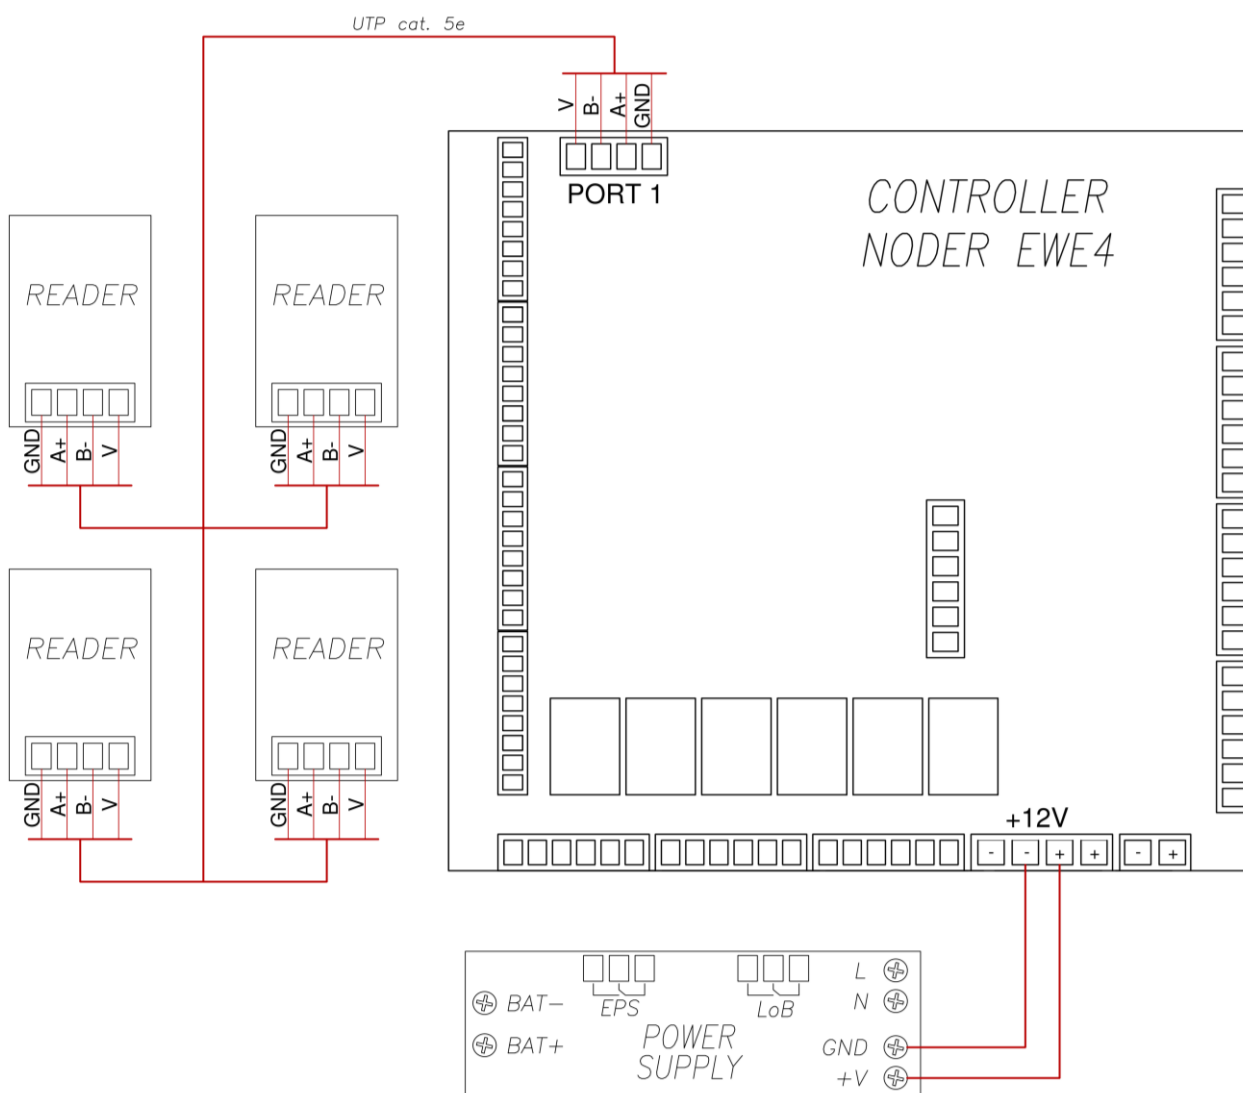 UTP cat. 5e
V B- A+ GND
PORT 1
CONTROLLER
NODER EWE4
READER
READER
GND A+ B- V
GND A+ B- V
READER
READER
GND A+ B- V
GND A+ B- V
+12V
- - + +
- +
L
N
BAT-
EPS
LoB
BAT+
POWER
SUPPLY
GND
+V